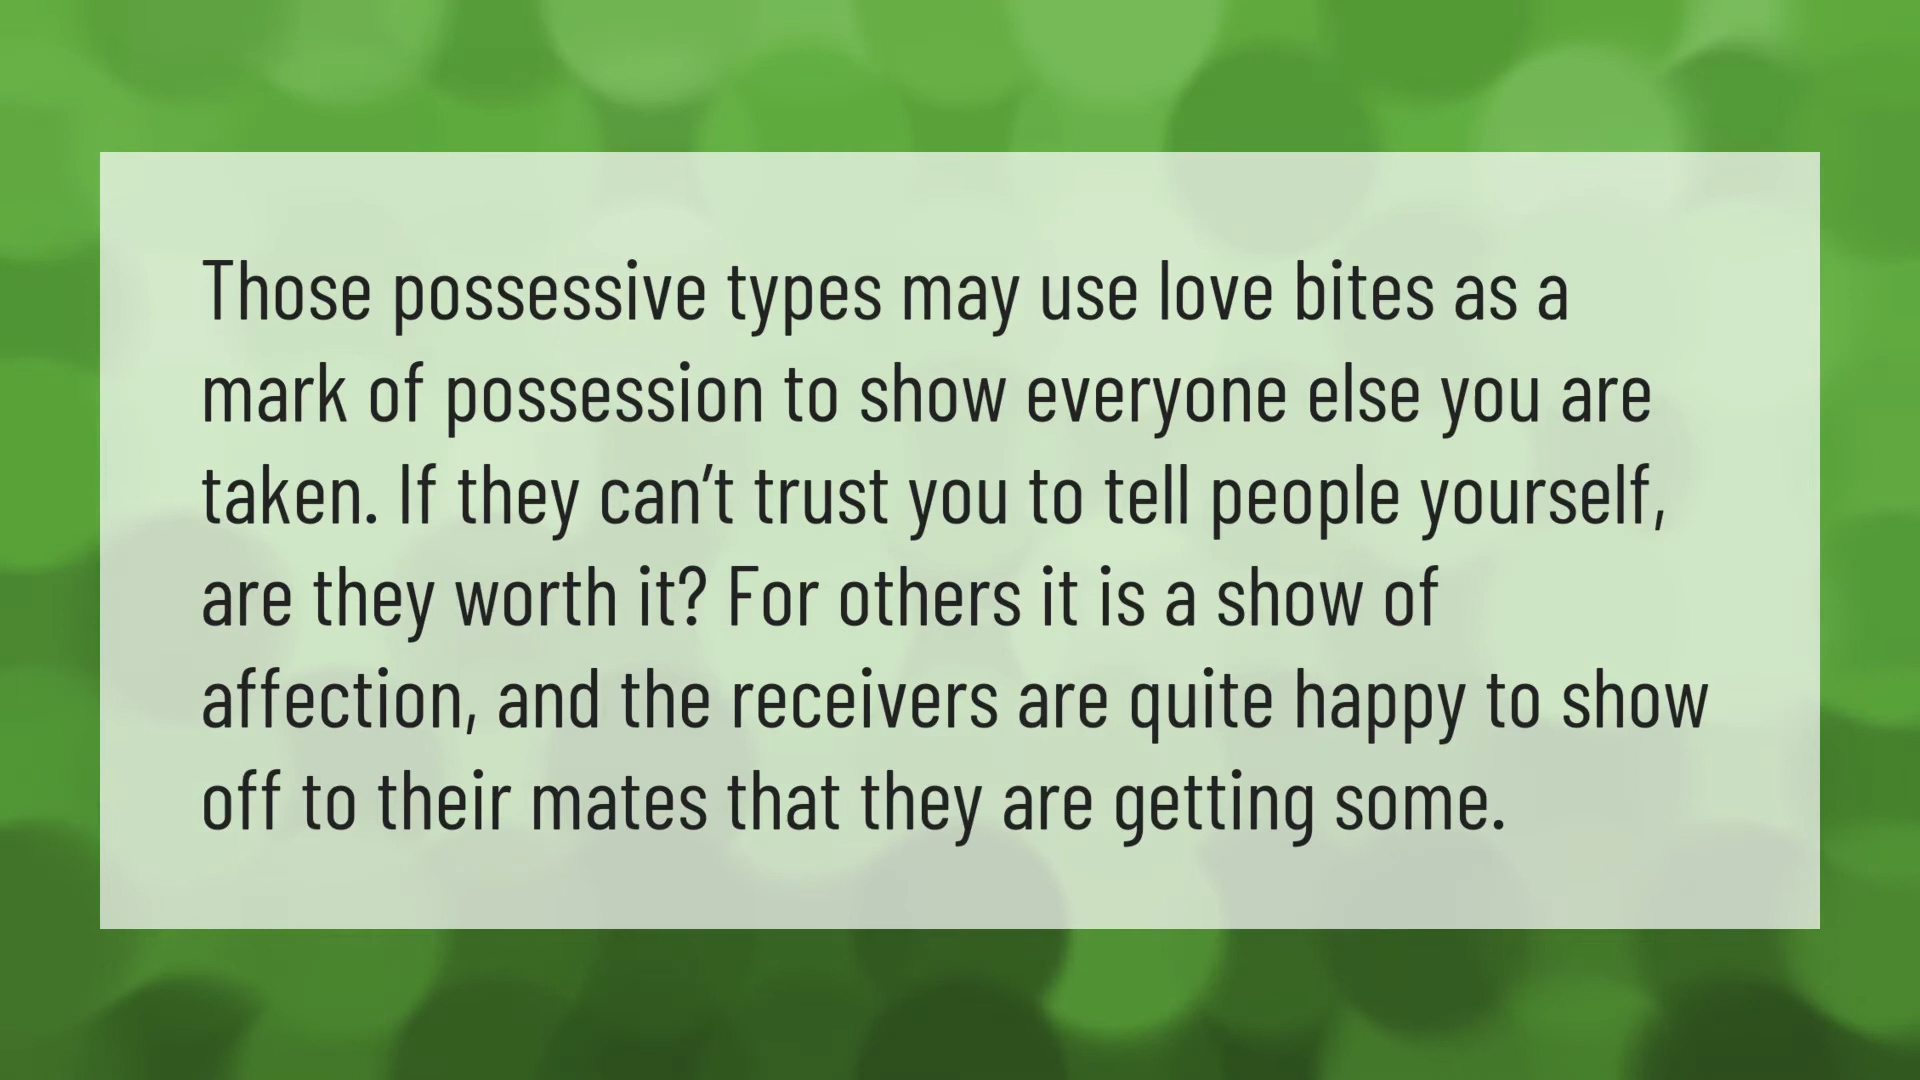 Those possessive types may use love bites as a
mark of possession to show everyone else you are
taken. If they can’t trust you to tell people yourself,
are they worth it? For others it is a show of
affection, and the receivers are quite happy to show
off to their mates that they are getting some.